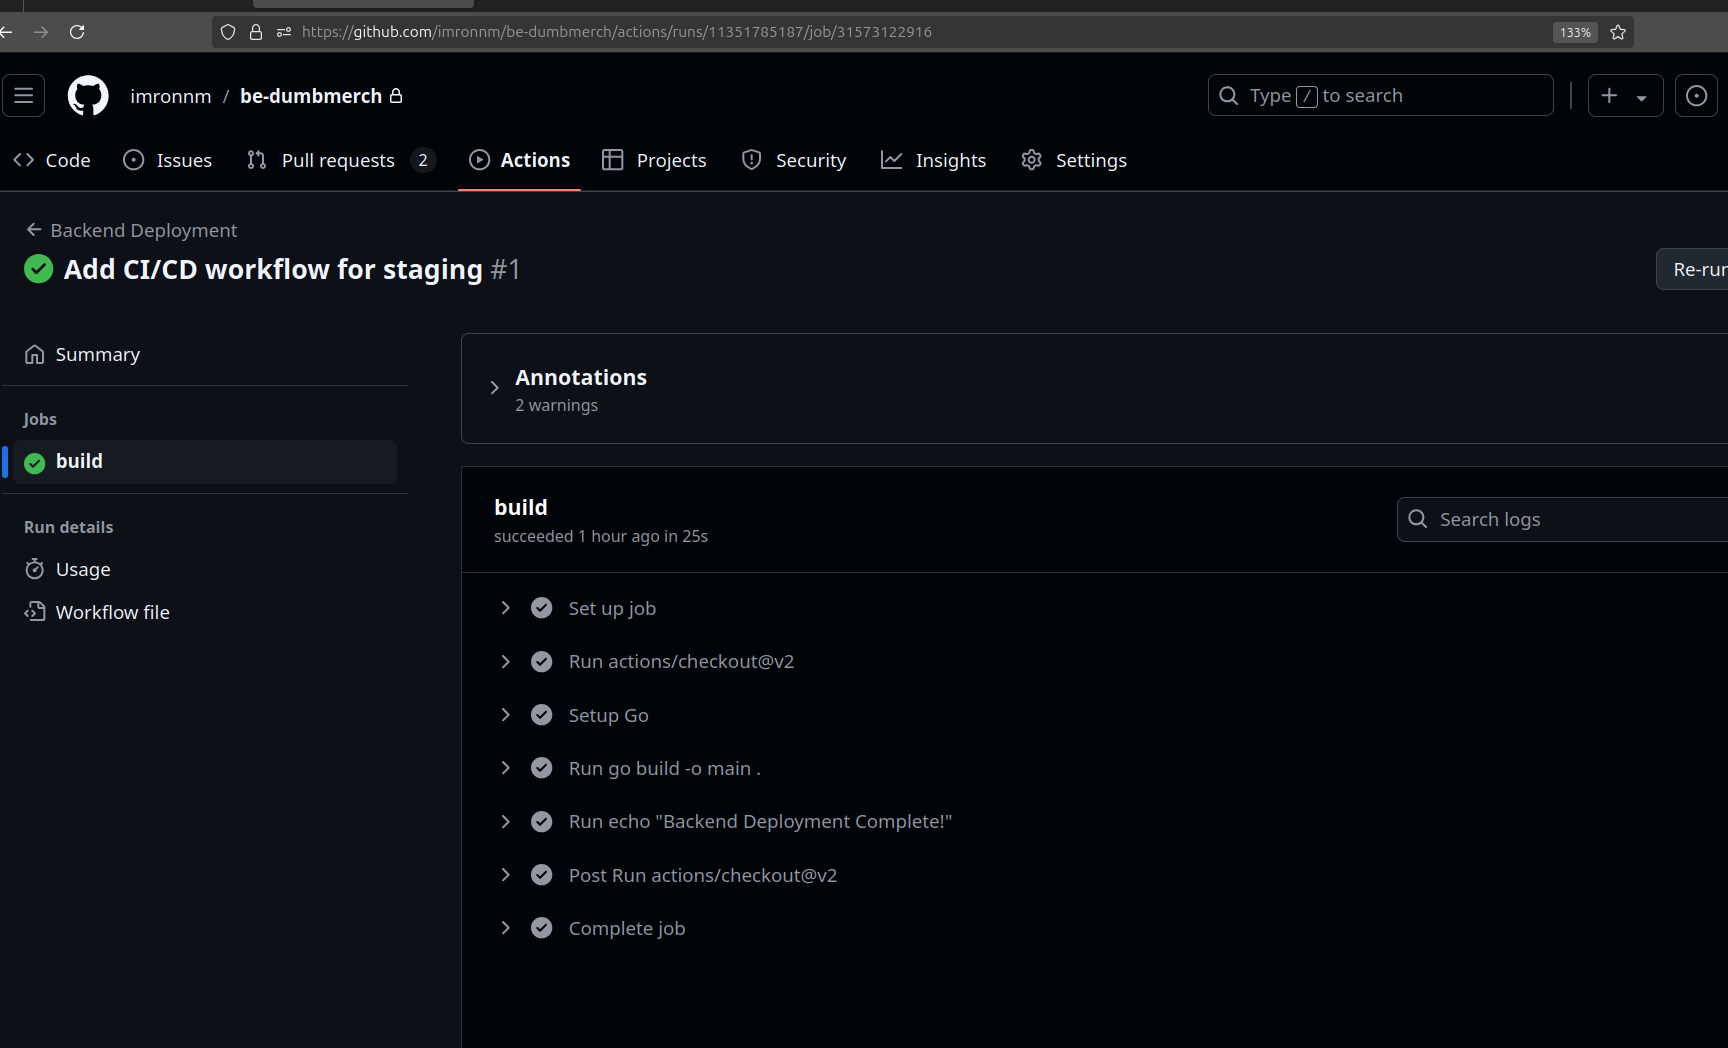 https://github.com/imronnm/be-dumbmerch/actions/runs/11351785187/job/31573122916
133%
imronnm / be-dumbmerch
Type / to search
Code
Issues
Pull requests 2
Actions
Projects
Security
Insights
Settings
Backend Deployment
Add CI/CD workflow for staging #1
Re-run
Summary
Jobs
build
Run details
Usage
Workflow file
Annotations
2 warnings
build
succeeded 1 hour ago in 25s
Search logs
Set up job
Run actions/checkout@v2
Setup Go
Run go build -o main .
Run echo "Backend Deployment Complete!"
Post Run actions/checkout@v2
Complete job